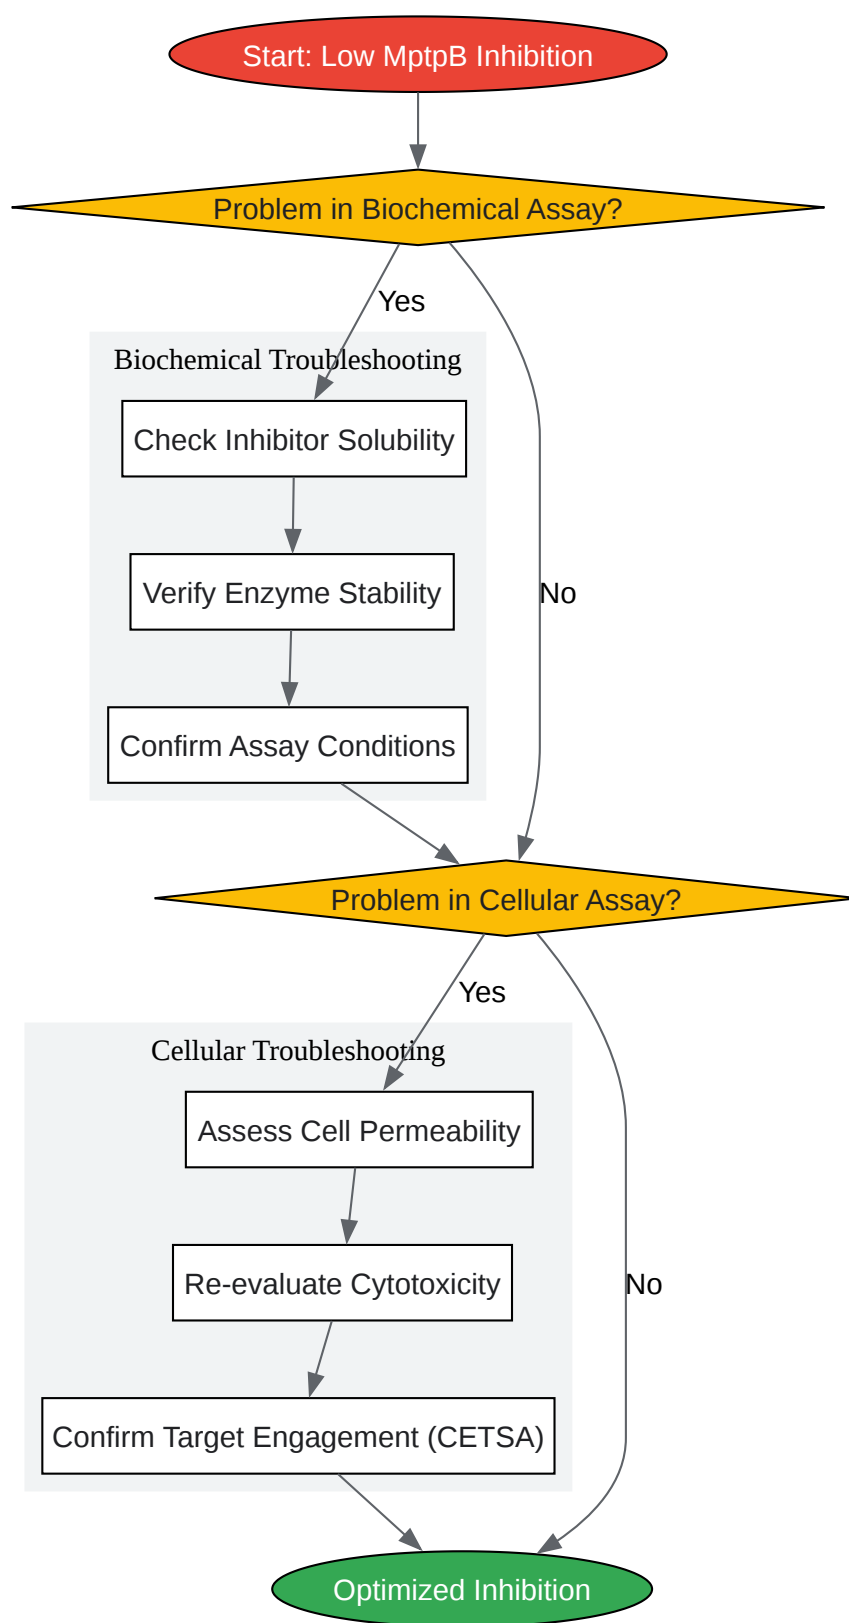 Start: Low MptpB Inhibition
Problem in Biochemical Assay?
Yes
Biochemical Troubleshooting
Check Inhibitor Solubility
Verify Enzyme Stability
No
Confirm Assay Conditions
Problem in Cellular Assay?
Yes
Cellular Troubleshooting
Assess Cell Permeability
Re-evaluate Cytotoxicity
No
Confirm Target Engagement (CETSA)
Optimized Inhibition